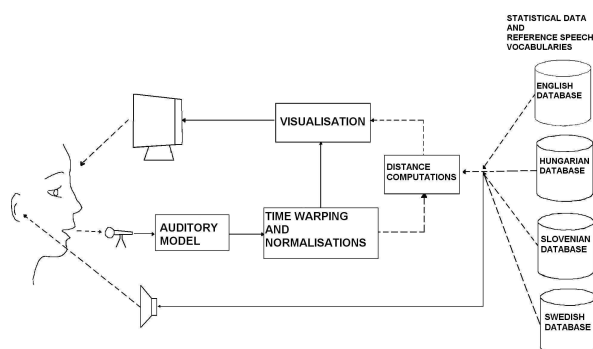 STATISTICAL DATA
AND
REFERENCE SPEECH
VOCABULARIES
ENGLISH
DATABASE
VISUALISATION
HUNGARIAN
DATABASE
DISTANCE
COMPUTATIONS
AUDITORY
MODEL
TIME WARPING
AND
NORMALISATIONS
SLOVENIAN
DATABASE
SWEDISH
DATABASE